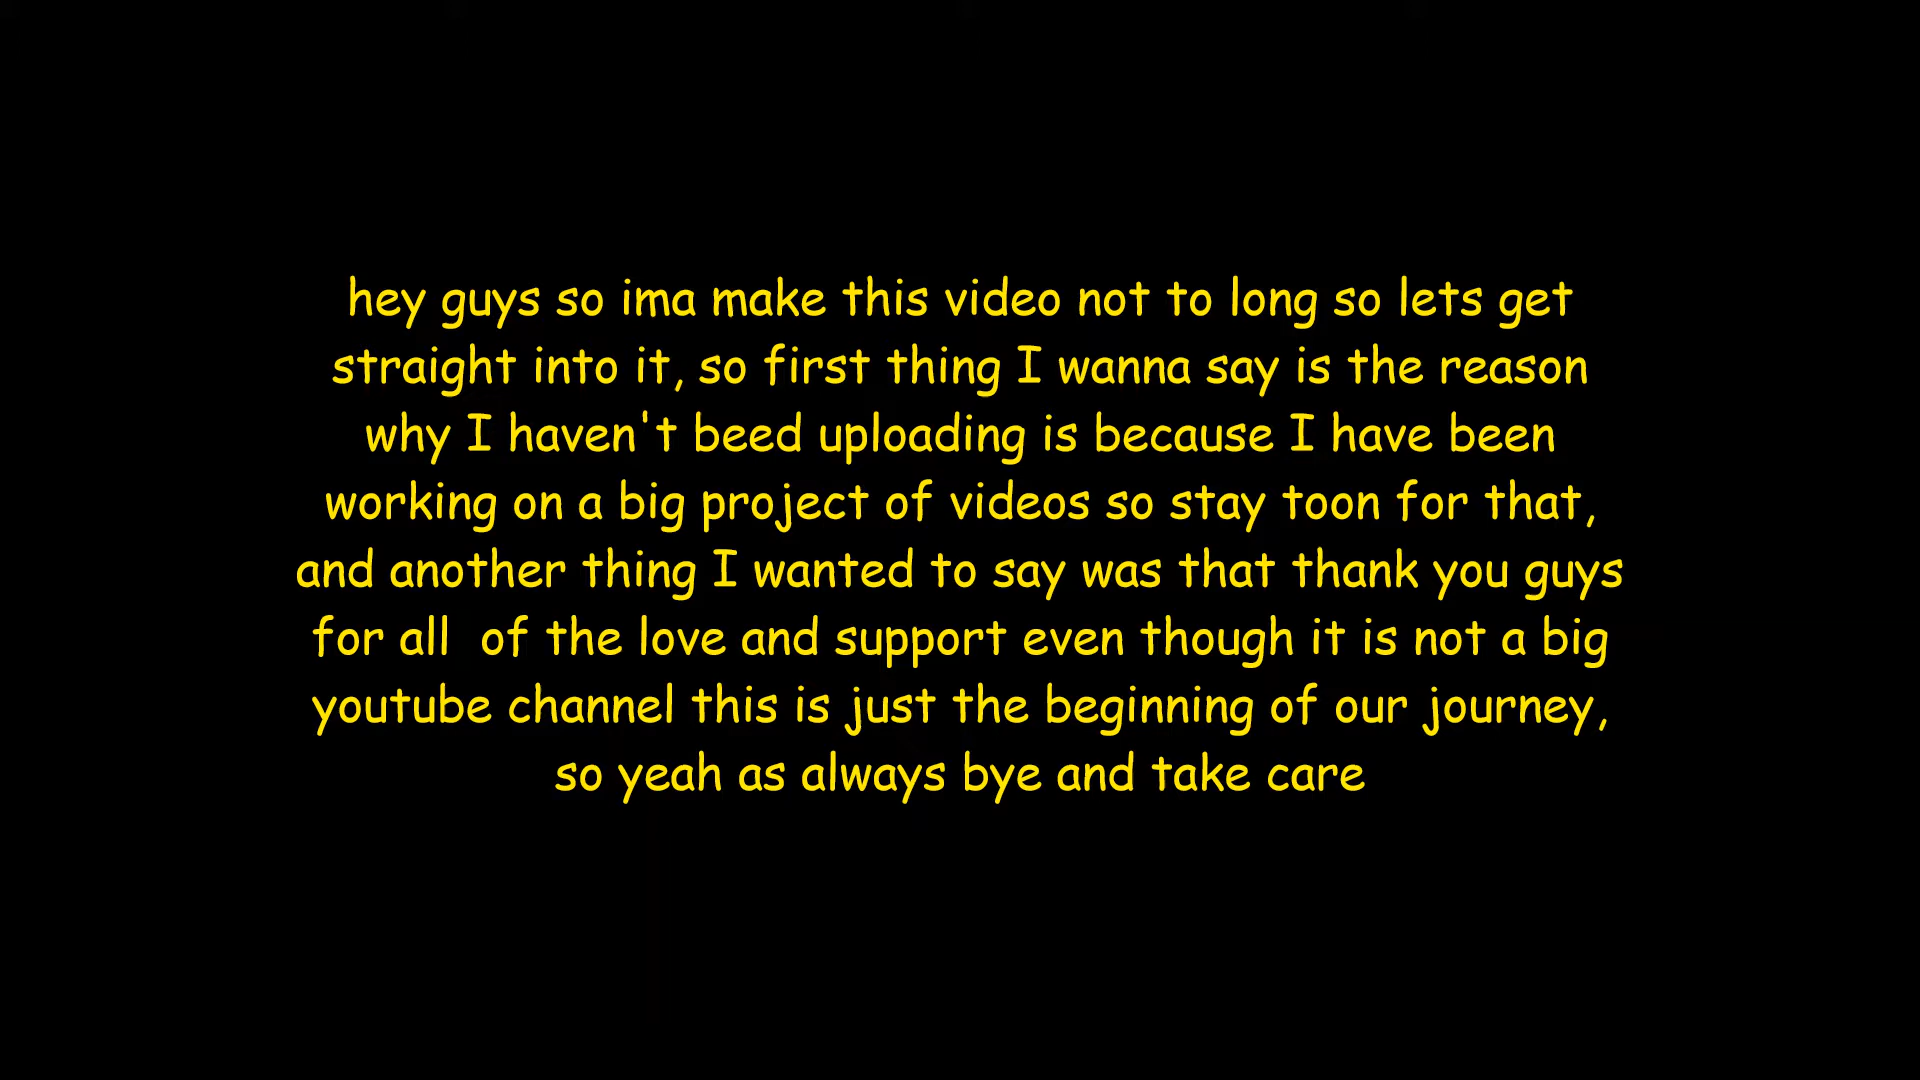 hey guys so ima make this video not to long so lets get
straight into it, so first thing I wanna say is the reason
why I haven't beed uploading is because I have been
working on a big project of videos so stay toon for that,
and another thing I wanted to say was that thank you guys
for all  of the love and support even though it is not a big
youtube channel this is just the beginning of our journey,
so yeah as always bye and take care